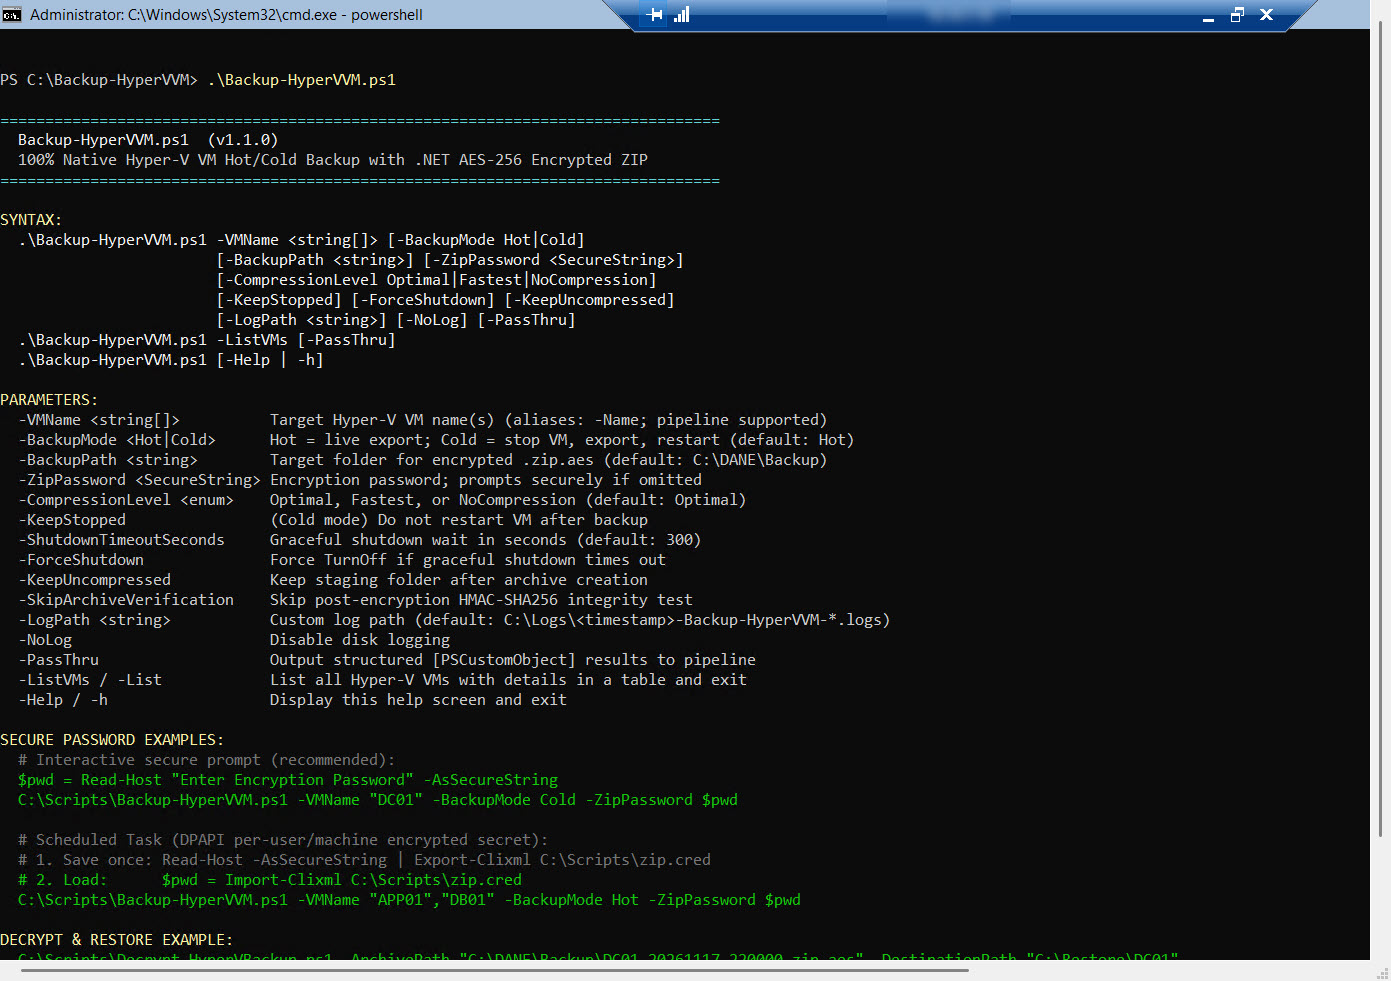 Administrator: C:\Windows\System32\cmd.exe - powershell
PS C:\Backup-HyperVVM> .\Backup-HyperVVM.ps1
================================================================================
Backup-HyperVVM.ps1  (v1.1.0)
100% Native Hyper-V VM Hot/Cold Backup with .NET AES-256 Encrypted ZIP
================================================================================
SYNTAX:
.\Backup-HyperVVM.ps1 -VMName <string[]> [-BackupMode Hot|Cold]
[-BackupPath <string>] [-ZipPassword <SecureString>]
[-CompressionLevel Optimal|Fastest|NoCompression]
[-KeepStopped] [-ForceShutdown] [-KeepUncompressed]
[-LogPath <string>] [-NoLog] [-PassThru]
.\Backup-HyperVVM.ps1 -ListVMs [-PassThru]
.\Backup-HyperVVM.ps1 [-Help | -h]
PARAMETERS:
-VMName <string[]>          Target Hyper-V VM name(s) (aliases: -Name; pipeline supported)
-BackupMode <Hot|Cold>      Hot = live export; Cold = stop VM, export, restart (default: Hot)
-BackupPath <string>        Target folder for encrypted .zip.aes (default: C:\DANE\Backup)
-ZipPassword <SecureString> Encryption password; prompts securely if omitted
-CompressionLevel <enum>    Optimal, Fastest, or NoCompression (default: Optimal)
-KeepStopped                (Cold mode) Do not restart VM after backup
-ShutdownTimeoutSeconds     Graceful shutdown wait in seconds (default: 300)
-ForceShutdown              Force TurnOff if graceful shutdown times out
-KeepUncompressed           Keep staging folder after archive creation
-SkipArchiveVerification    Skip post-encryption HMAC-SHA256 integrity test
-LogPath <string>           Custom log path (default: C:\Logs\<timestamp>-Backup-HyperVVM-*.logs)
-NoLog                      Disable disk logging
-PassThru                   Output structured [PSCustomObject] results to pipeline
-ListVMs / -List            List all Hyper-V VMs with details in a table and exit
-Help / -h                  Display this help screen and exit
SECURE PASSWORD EXAMPLES:
# Interactive secure prompt (recommended):
$pwd = Read-Host "Enter Encryption Password" -AsSecureString
C:\Scripts\Backup-HyperVVM.ps1 -VMName "DC01" -BackupMode Cold -ZipPassword $pwd
# Scheduled Task (DPAPI per-user/machine encrypted secret):
# 1. Save once: Read-Host -AsSecureString | Export-Clixml C:\Scripts\zip.cred
# 2. Load:      $pwd = Import-Clixml C:\Scripts\zip.cred
C:\Scripts\Backup-HyperVVM.ps1 -VMName "APP01","DB01" -BackupMode Hot -ZipPassword $pwd
DECRYPT & RESTORE EXAMPLE:
C:\Scripts\Decrypt-HyperVBackup.ps1 -ArchivePath "C:\DANE\Backup\DC01_20261117_220000.zip.aes" -DestinationPath "C:\Restore\DC01"